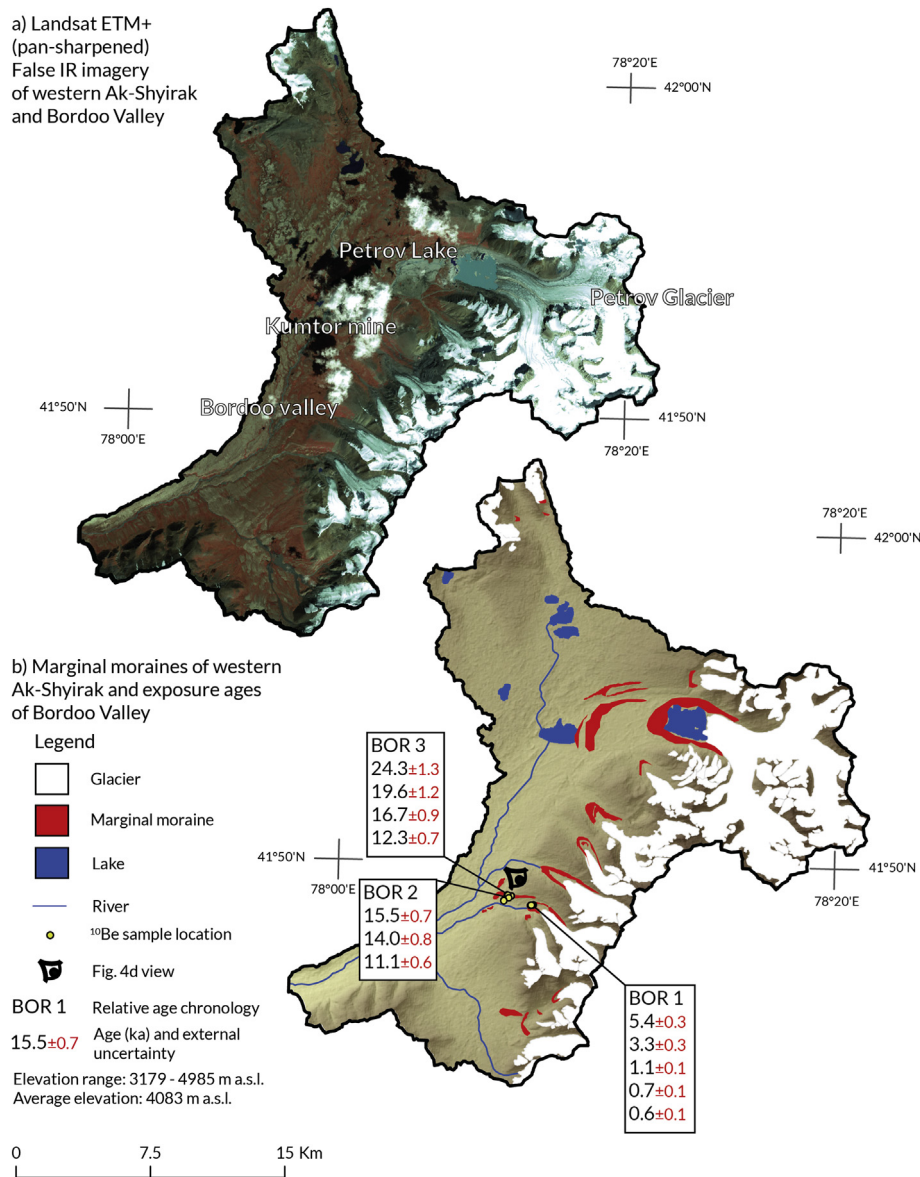 a) Landsat ETM+
(pan-sharpened)
False IR imagery
of western Ak-Shyirak
and Bordoo Valley
78°20'E
42°00'N
Petrov Lake
Petrov Glacier
Kumtor mine
Bordoo valley
41°50'N
78°00'E
41°50'N
78°20'E
78°20'E
42°00'N
b) Marginal moraines of western
Ak-Shyirak and exposure ages
of Bordoo Valley
Legend
Glacier
Marginal moraine
Lake
River
¹⁰Be sample location
Fig. 4d view
BOR 1 Relative age chronology
15.5±0.7 Age (ka) and external
uncertainty
Elevation range: 3179 - 4985 m a.s.l.
Average elevation: 4083 m a.s.l.
BOR 3
24.3±1.3
19.6±1.2
16.7±0.9
12.3±0.7
41°50'N
78°00'E
41°50'N
78°20'E
BOR 2
15.5±0.7
14.0±0.8
11.1±0.6
BOR 1
5.4±0.3
3.3±0.3
1.1±0.1
0.7±0.1
0.6±0.1
0 7.5 15 Km